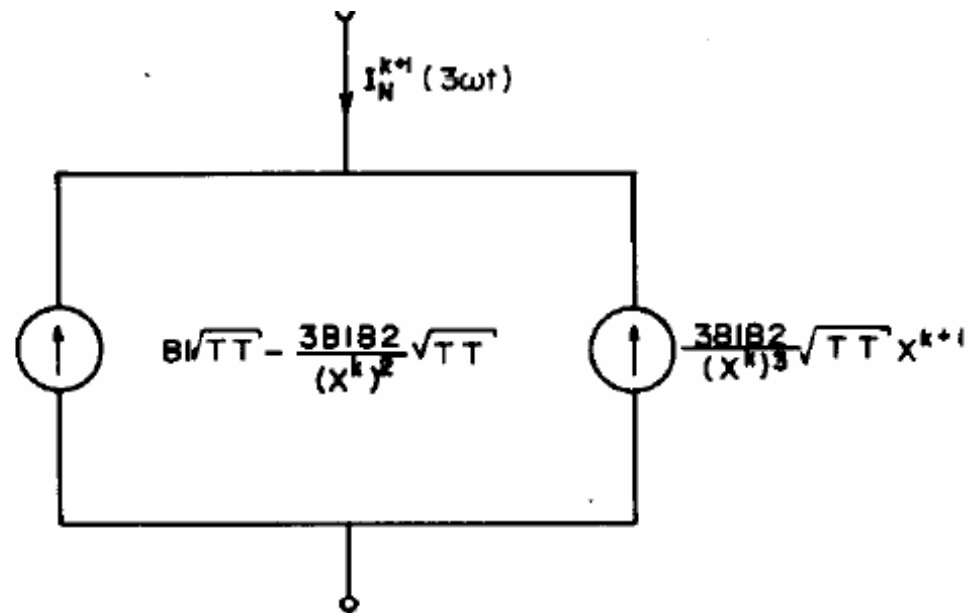 I_N^{k+1} (3ωt)
B1√TT - 3B1B2/(X^k)^2 √TT
3B1B2/(X^k)^3 √TT X^{k+1}